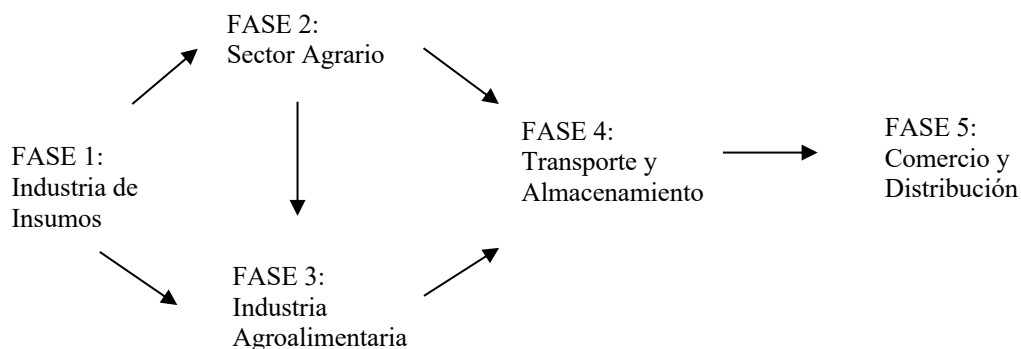 FASE 1:
Industria de
Insumos
FASE 2:
Sector Agrario
FASE 3:
Industria
Agroalimentaria
FASE 4:
Transporte y
Almacenamiento
FASE 5:
Comercio y
Distribución